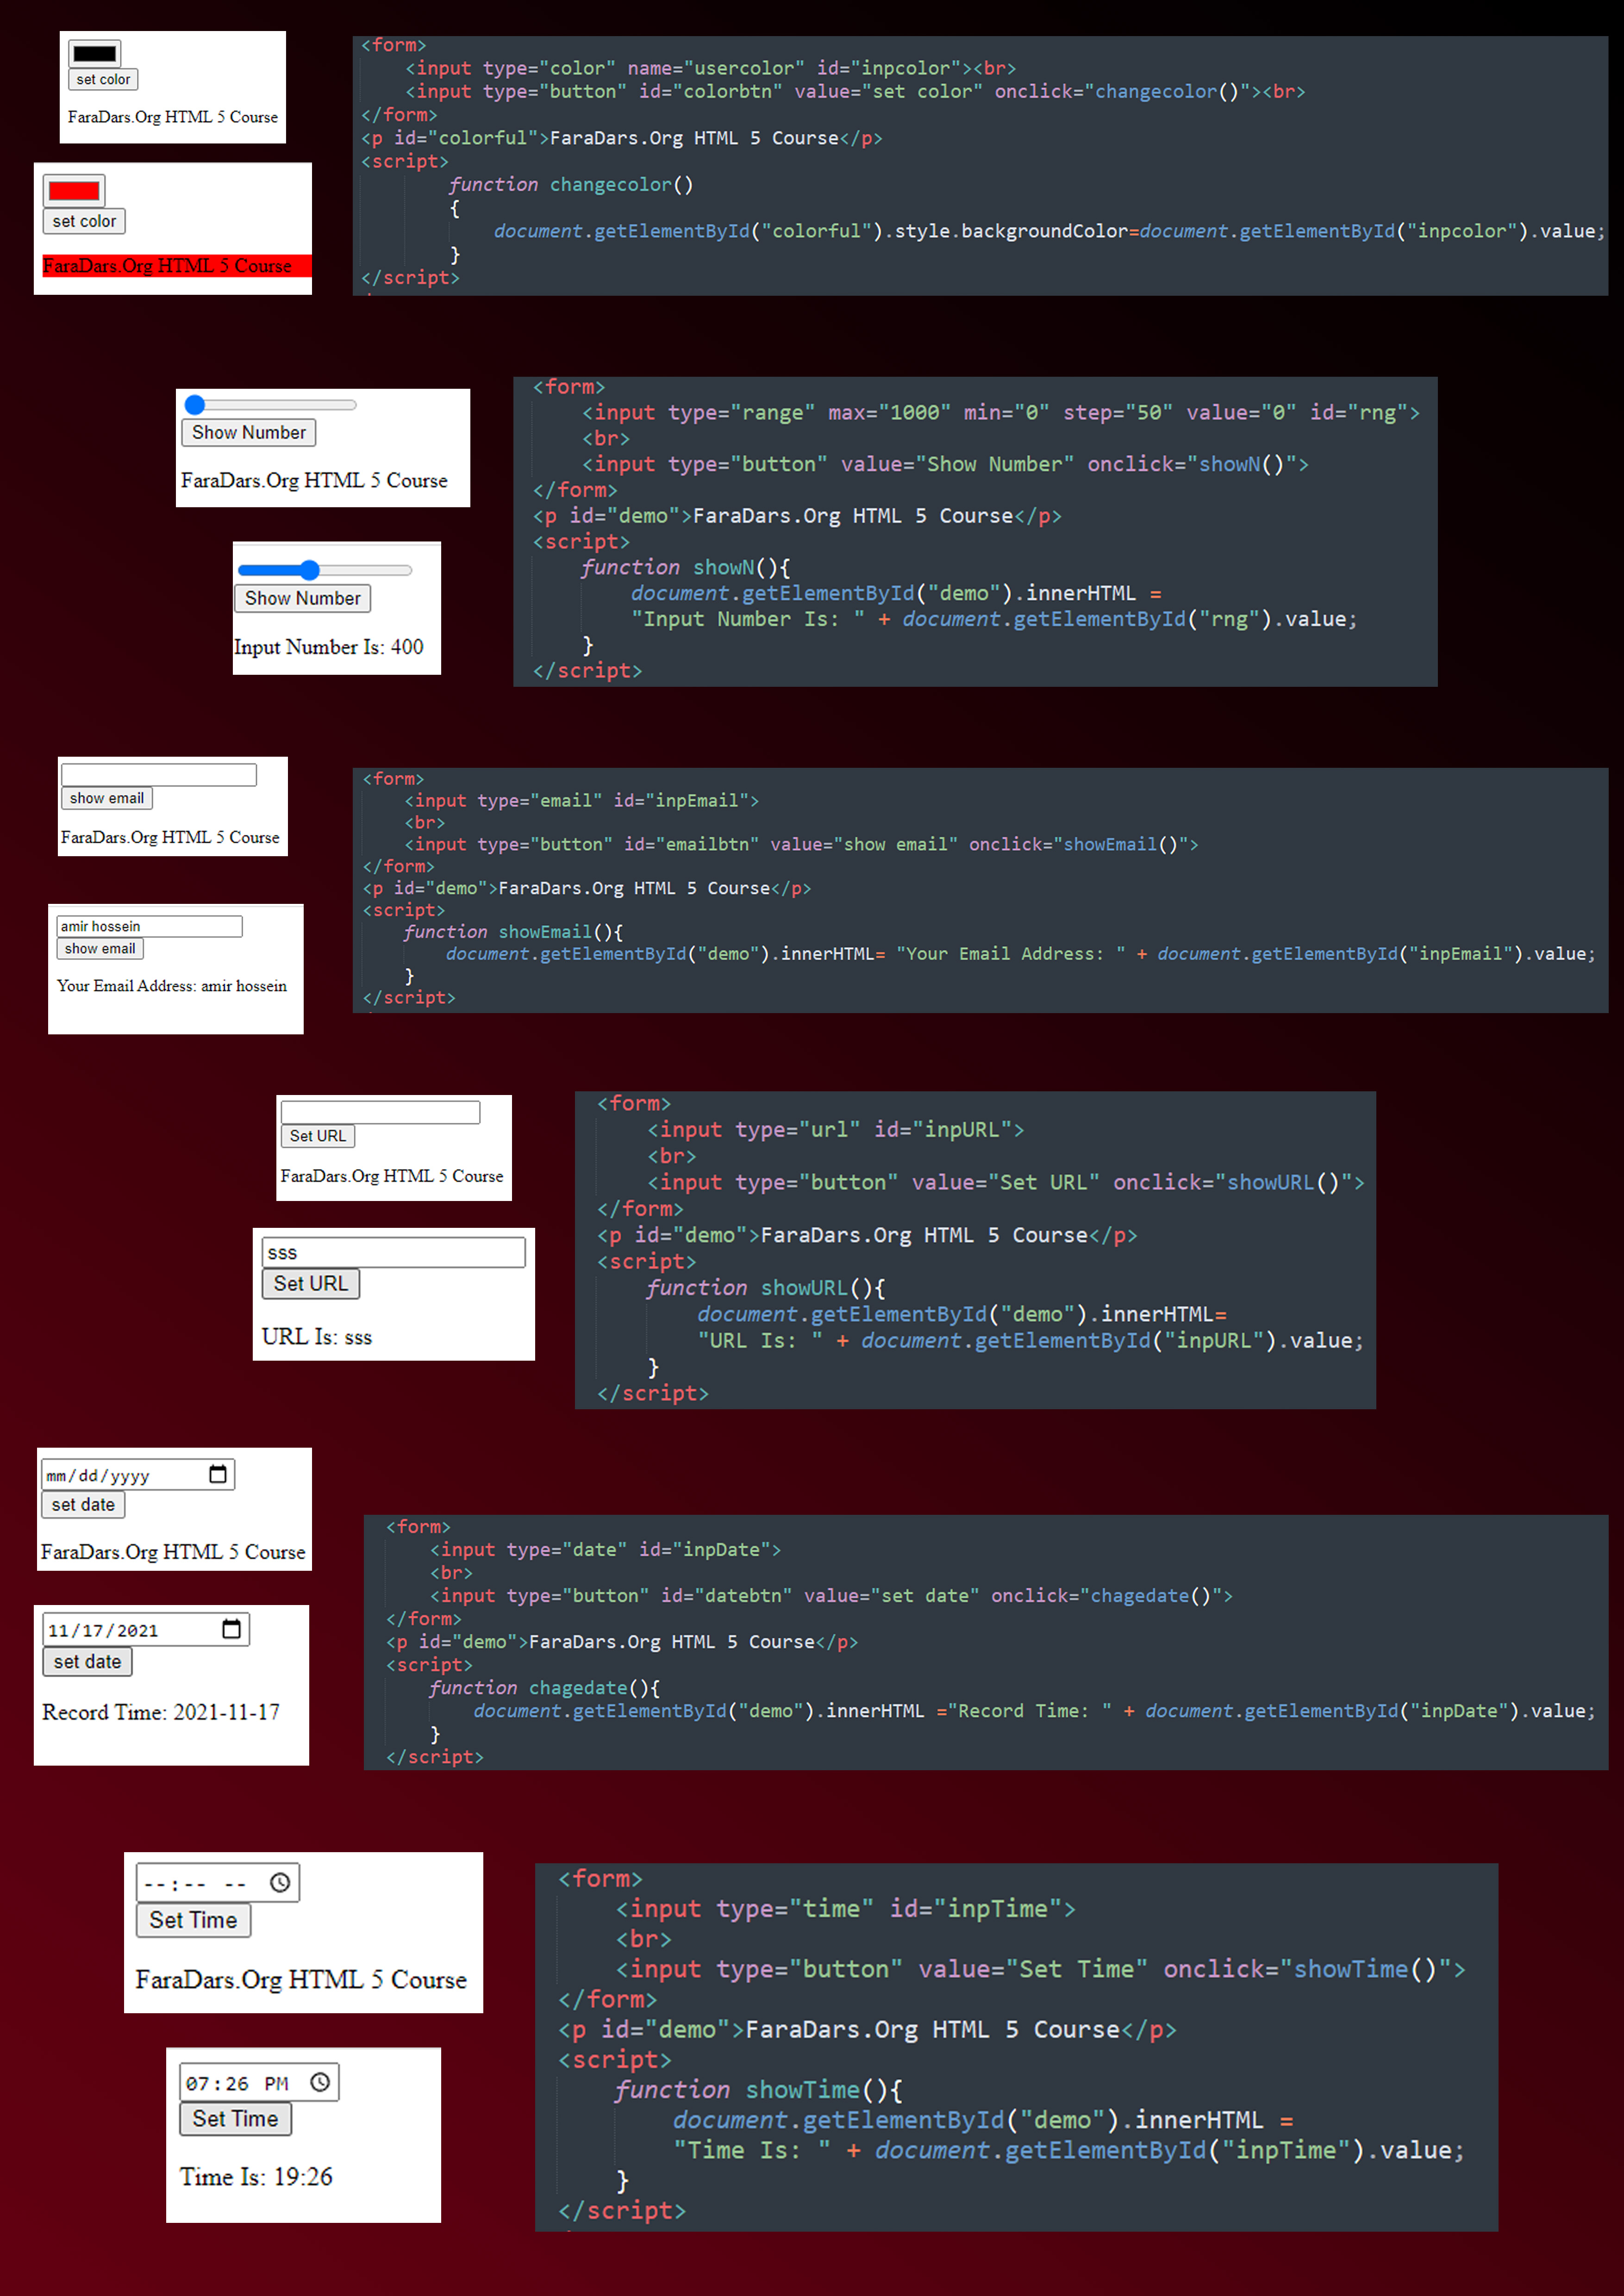 set color
FaraDars.Org HTML 5 Course
set color
FaraDars.Org HTML 5 Course
<form>
<input type="color" name="usercolor" id="inpcolor"><br>
<input type="button" id="colorbtn" value="set color" onclick="changecolor()"><br>
</form>
<p id="colorful">FaraDars.Org HTML 5 Course</p>
<script>
function changecolor()
{
document.getElementById("colorful").style.backgroundColor=document.getElementById("inpcolor").value;
}
</script>
Show Number
FaraDars.Org HTML 5 Course
Show Number
Input Number Is: 400
<form>
<input type="range" max="1000" min="0" step="50" value="0" id="rng">
<br>
<input type="button" value="Show Number" onclick="showN()">
</form>
<p id="demo">FaraDars.Org HTML 5 Course</p>
<script>
function showN(){
document.getElementById("demo").innerHTML =
"Input Number Is: " + document.getElementById("rng").value;
}
</script>
show email
FaraDars.Org HTML 5 Course
amir hossein
show email
Your Email Address: amir hossein
<form>
<input type="email" id="inpEmail">
<br>
<input type="button" id="emailbtn" value="show email" onclick="showEmail()">
</form>
<p id="demo">FaraDars.Org HTML 5 Course</p>
<script>
function showEmail(){
document.getElementById("demo").innerHTML= "Your Email Address: " + document.getElementById("inpEmail").value;
}
</script>
Set URL
FaraDars.Org HTML 5 Course
sss
Set URL
URL Is: sss
<form>
<input type="url" id="inpURL">
<br>
<input type="button" value="Set URL" onclick="showURL()">
</form>
<p id="demo">FaraDars.Org HTML 5 Course</p>
<script>
function showURL(){
document.getElementById("demo").innerHTML=
"URL Is: " + document.getElementById("inpURL").value;
}
</script>
mm/dd/yyyy
set date
FaraDars.Org HTML 5 Course
11/17/2021
set date
Record Time: 2021-11-17
<form>
<input type="date" id="inpDate">
<br>
<input type="button" id="datebtn" value="set date" onclick="chagedate()">
</form>
<p id="demo">FaraDars.Org HTML 5 Course</p>
<script>
function chagedate(){
document.getElementById("demo").innerHTML ="Record Time: " + document.getElementById("inpDate").value;
}
</script>
--:-- --
Set Time
FaraDars.Org HTML 5 Course
07:26 PM
Set Time
Time Is: 19:26
<form>
<input type="time" id="inpTime">
<br>
<input type="button" value="Set Time" onclick="showTime()">
</form>
<p id="demo">FaraDars.Org HTML 5 Course</p>
<script>
function showTime(){
document.getElementById("demo").innerHTML =
"Time Is: " + document.getElementById("inpTime").value;
}
</script>